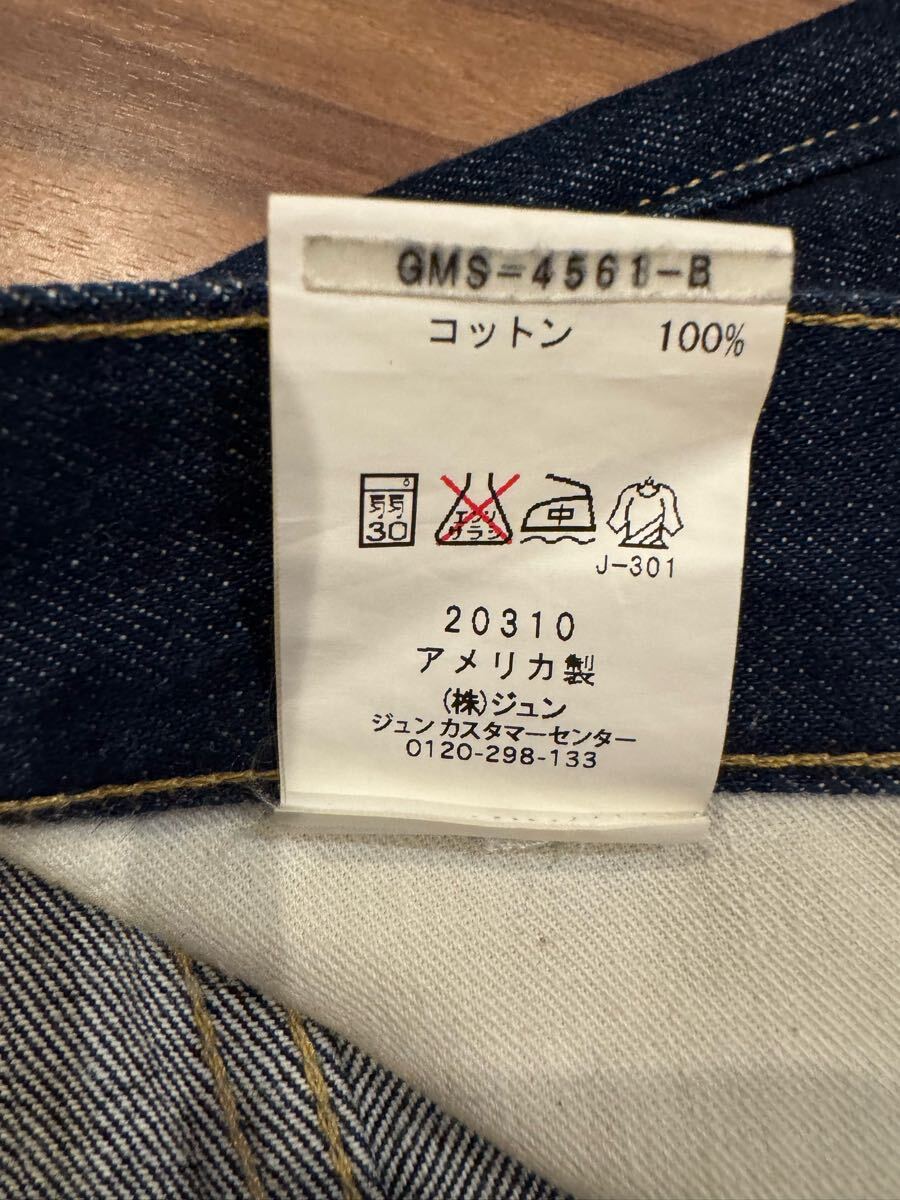 GMS-4561-B
コットン 100%
弱
30
エンソ
サラシ
中
J-301
20310
アメリカ製
(株)ジュン
ジュンカスタマーセンター
0120-298-133